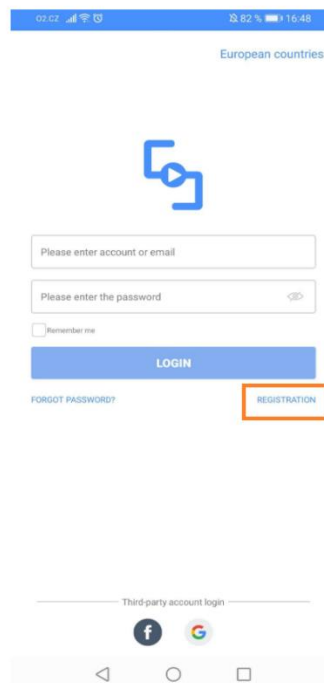 O2.CZ 82 % 16:48
European countries
Please enter account or email
Please enter the password
Remember me
LOGIN
FORGOT PASSWORD? REGISTRATION
Third-party account login
f G